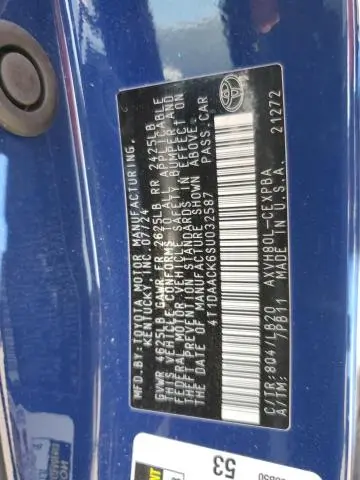 MFD.BY:TOYOTA MOTOR MANUFACTURING,
KENTUCKY,INC. 07/24
GVWR 4625LB GAWR FR 2625LB RR 2425LB
THIS VEHICLE CONFORMS TO ALL APPLICABLE
FEDERAL MOTOR VEHICLE SAFETY, BUMPER AND
THEFT PREVENTION STANDARDS IN EFFECT ON
THE DATE OF MANUFACTURE SHOWN ABOVE.
4T1DAACK6SU032587 PASS.CAR
C/TR:8Q4/LB20 AXVH80L-CEXPBA
A/TM: 7PB11 MADE IN U.S.A. 21272
53